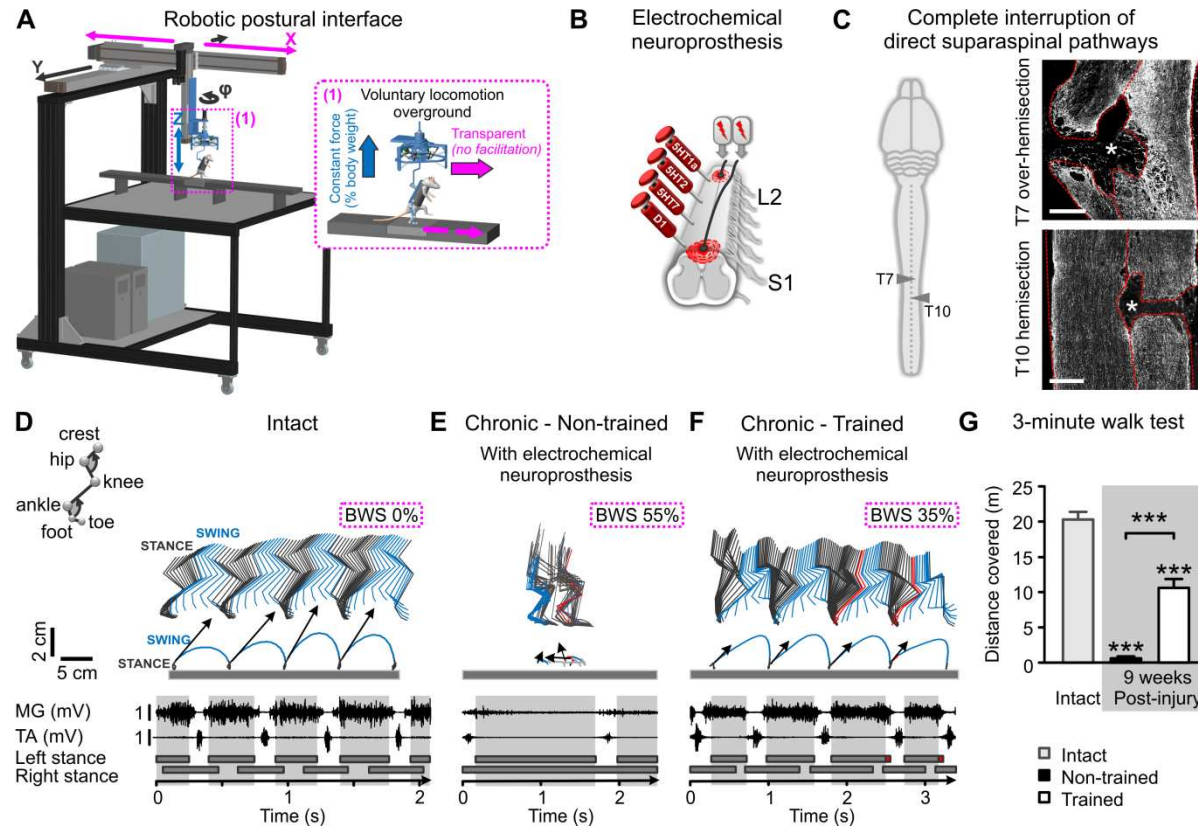 A
Robotic postural interface
X
Y
φ
Z
(1)
(1)
Voluntary locomotion
overground
Constant force
(% body weight)
Transparent
(no facilitation)
B
Electrochemical
neuroprosthesis
5HT1a
5HT2
5HT7
D1
L2
S1
C
Complete interruption of
direct suparaspinal pathways
T7
T10
T7 over-hemisection
*
T10 hemisection
*
D
Intact
crest
hip
knee
ankle
toe
foot
BWS 0%
SWING
STANCE
SWING
STANCE
2 cm
5 cm
MG (mV)
1
TA (mV)
1
Left stance
Right stance
0 1 2
Time (s)
E
Chronic - Non-trained
With electrochemical
neuroprosthesis
BWS 55%
0 1 2
Time (s)
F
Chronic - Trained
With electrochemical
neuroprosthesis
BWS 35%
0 1 2 3
Time (s)
G
3-minute walk test
Distance covered (m)
25
20
15
10
5
0
***
***
***
Intact
9 weeks
Post-injury
Intact
Non-trained
Trained